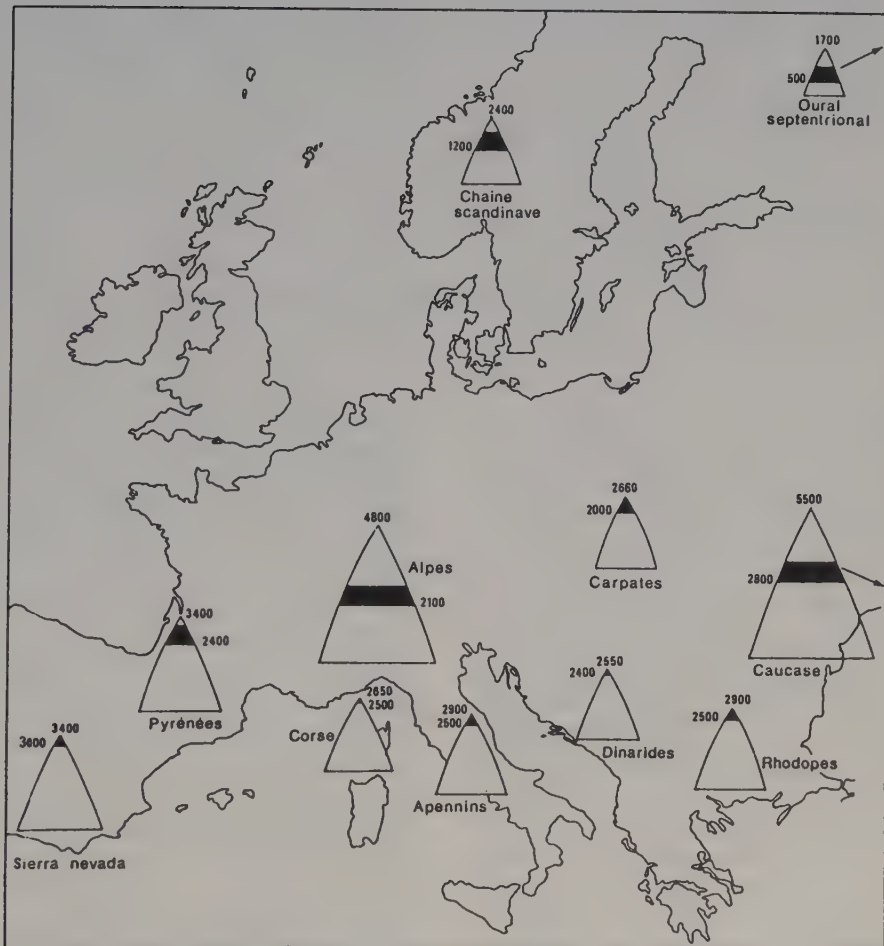 1700
500
Oural
septentrional
2400
1200
Chaine
scandinave
2660
2000
Carpates
5500
2800
Caucase
4800
Alpes
2100
3400
2400
Pyrénées
2650
2500
Corse
2900
2500
Apennins
2550
2400
Dinarides
2900
2500
Rhodopes
3400
3600
Sierra nevada